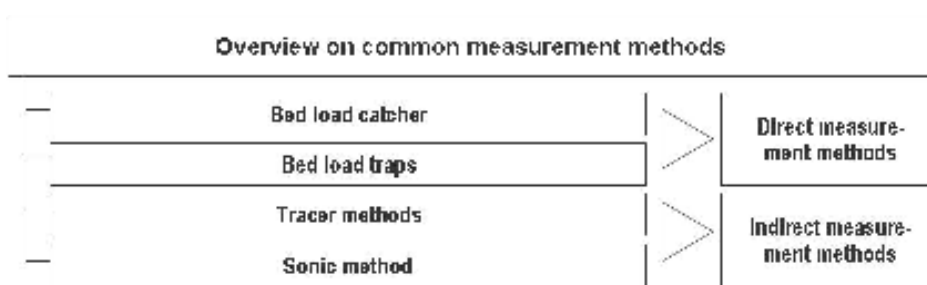 Overview on common measurement methods
Bed load catcher
Direct measure-
ment methods
Bed load traps
Tracer methods
Indirect measure-
ment methods
Sonic method